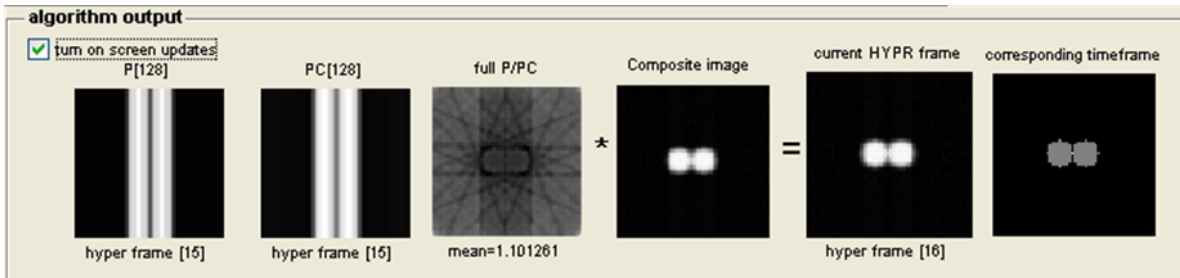 algorithm output
turn on screen updates
P[128]
PC[128]
full P/PC
Composite image
current HYPR frame
corresponding timeframe
*
=
hyper frame [15]
hyper frame [15]
mean=1.101261
hyper frame [16]